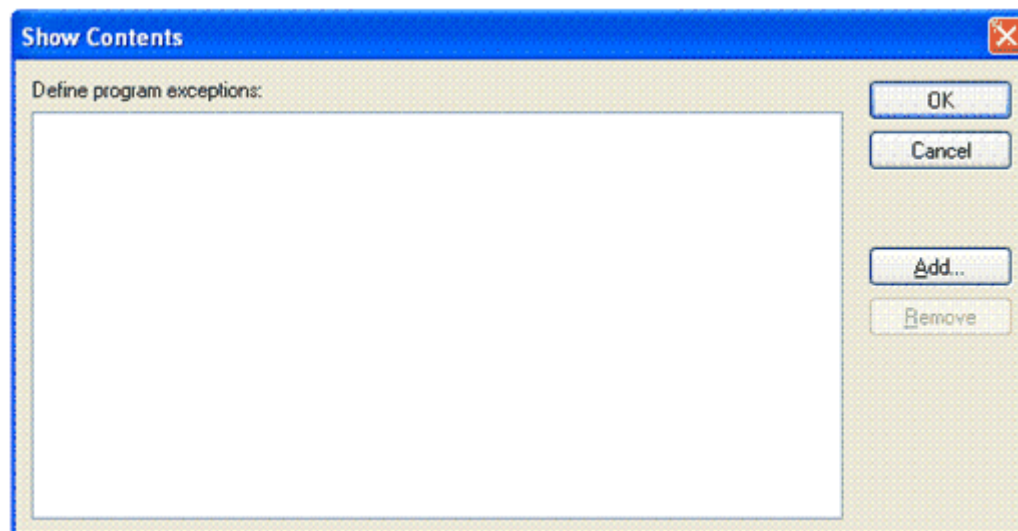 Show Contents
Define program exceptions:
OK
Cancel
Add...
Remove